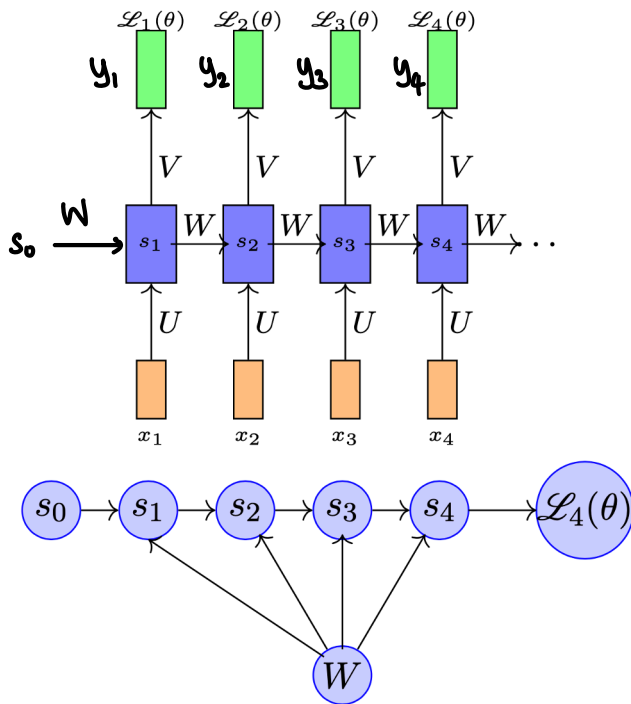 ℒ₁(θ) ℒ₂(θ) ℒ₃(θ) ℒ₄(θ)
y₁ y₂ y₃ y₄
V V V V
W
s₀ s₁ W s₂ W s₃ W s₄ W ...
U U U U
x₁ x₂ x₃ x₄
s₀ s₁ s₂ s₃ s₄ ℒ₄(θ)
W